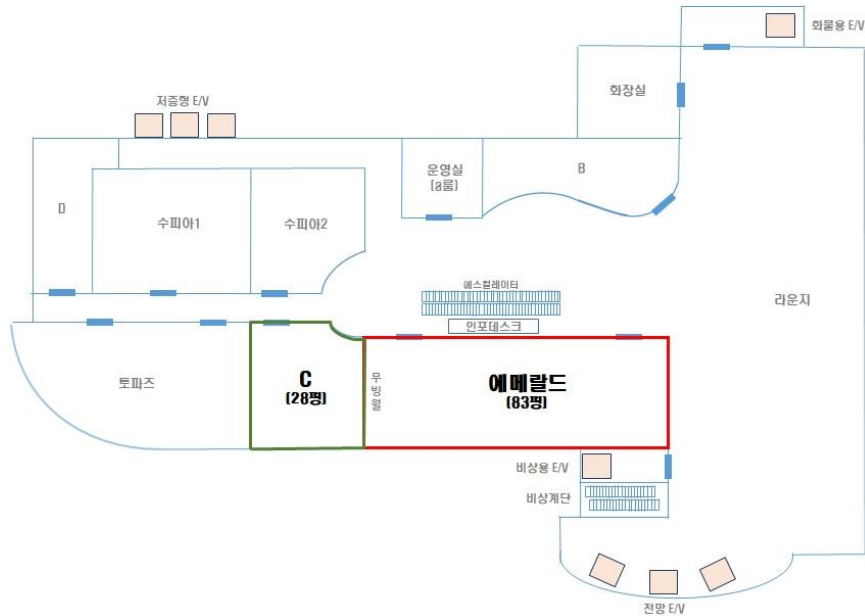 화물용 E/V
화장실
저층형 E/V
운영실
(a룸)
B
D
수피아1
수피아2
에스컬레이터
라운지
인포데스크
토파즈
C
(28평)
무빙월
에메랄드
(83평)
비상용 E/V
비상계단
전망 E/V